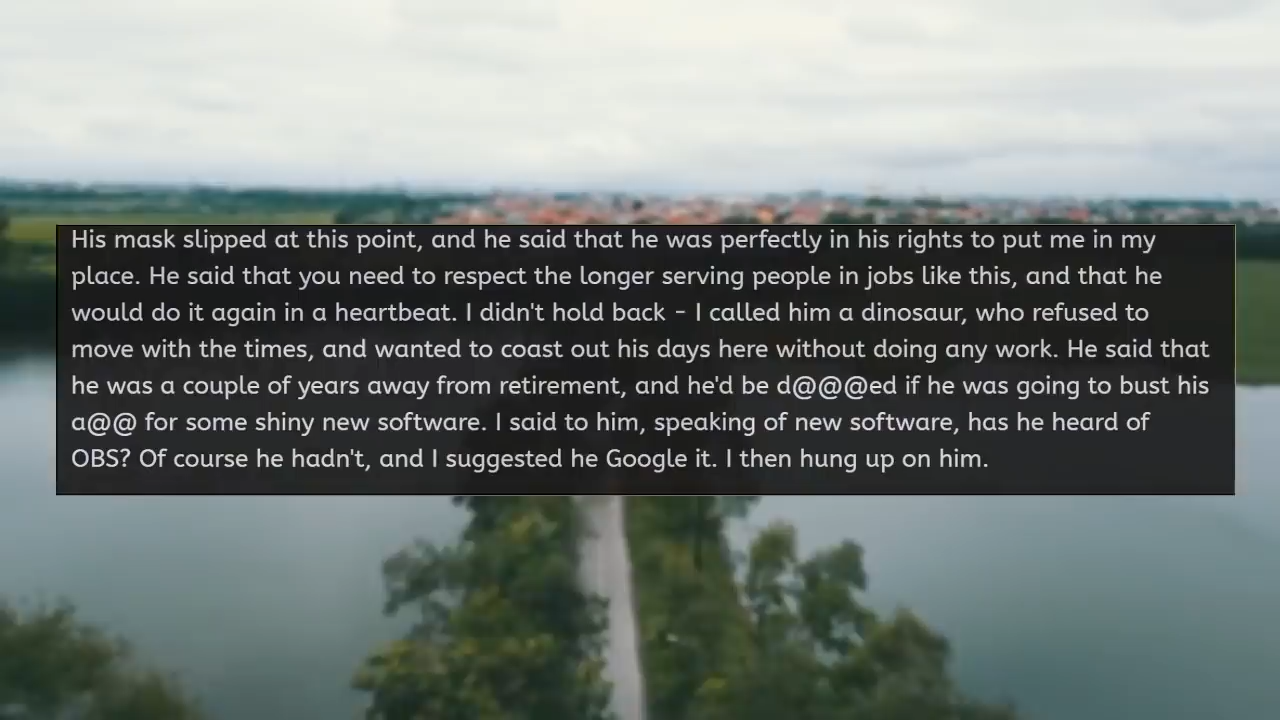 His mask slipped at this point, and he said that he was perfectly in his rights to put me in my
place. He said that you need to respect the longer serving people in jobs like this, and that he
would do it again in a heartbeat. I didn't hold back - I called him a dinosaur, who refused to
move with the times, and wanted to coast out his days here without doing any work. He said that
he was a couple of years away from retirement, and he'd be d@@@ed if he was going to bust his
a@@ for some shiny new software. I said to him, speaking of new software, has he heard of
OBS? Of course he hadn't, and I suggested he Google it. I then hung up on him.